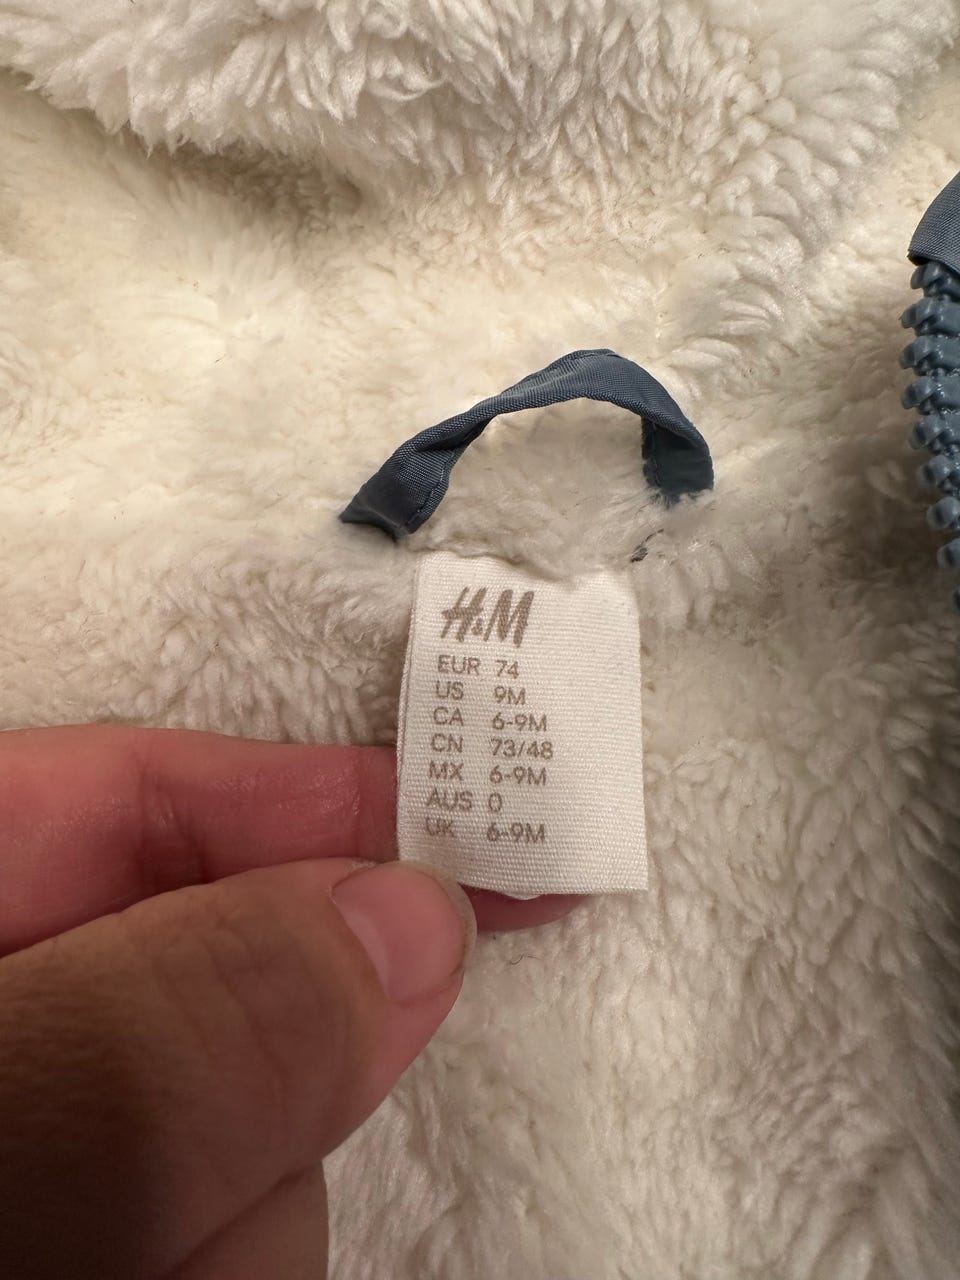 H&M
EUR 74
US 9M
CA 6-9M
CN 73/48
MX 6-9M
AUS 0
UK 6-9M